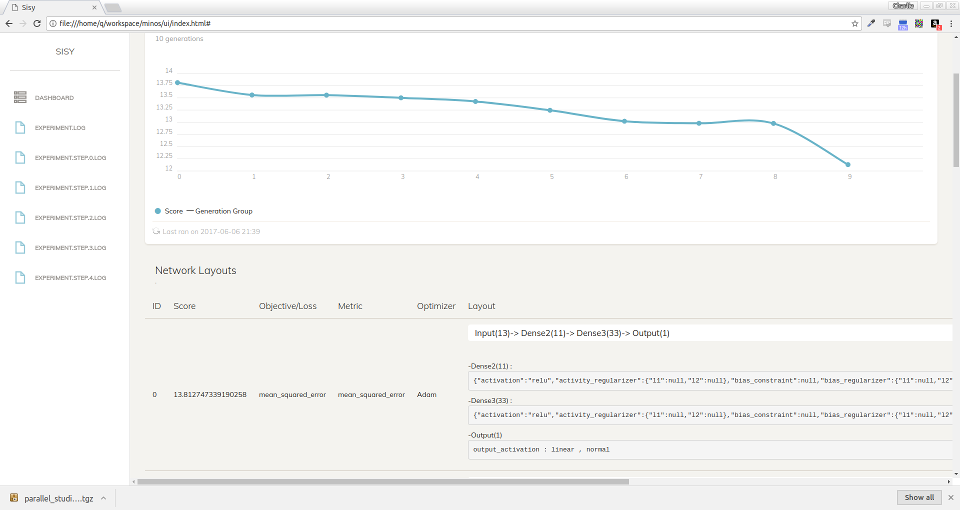 Sisy
Charlie
file:///home/q/workspace/minos/ui/index.html#
SISY
DASHBOARD
EXPERIMENT.LOG
EXPERIMENT.STEP.0.LOG
EXPERIMENT.STEP.1.LOG
EXPERIMENT.STEP.2.LOG
EXPERIMENT.STEP.3.LOG
EXPERIMENT.STEP.4.LOG
10 generations
14
13.75
13.5
13.25
13
12.75
12.5
12.25
12
0 1 2 3 4 5 6 7 8 9
Score Generation Group
Last ran on 2017-06-06 21:39
Network Layouts
ID Score Objective/Loss Metric Optimizer Layout
Input(13)-> Dense2(11)-> Dense3(33)-> Output(1)
-Dense2(11) :
{"activation":"relu","activity_regularizer":{"l1":null,"l2":null},"bias_constraint":null,"bias_regularizer":{"l1":null,"l2"
0 13.812747339190258 mean_squared_error mean_squared_error Adam
-Dense3(33) :
{"activation":"relu","activity_regularizer":{"l1":null,"l2":null},"bias_constraint":null,"bias_regularizer":{"l1":null,"l2"
-Output(1)
output_activation : linear , normal
parallel_studi....tgz
Show all